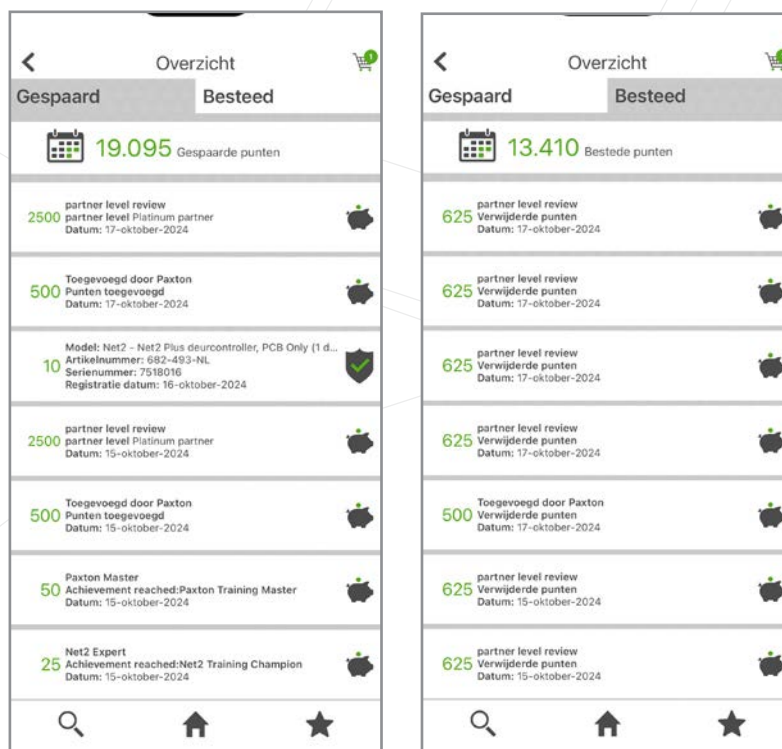 Overzicht
1
Gespaard Besteed
19.095 Gespaarde punten
partner level review
2500 partner level Platinum partner
Datum: 17-oktober-2024
Toegevoegd door Paxton
500 Punten toegevoegd
Datum: 17-oktober-2024
Model: Net2 - Net2 Plus deurcontroller, PCB Only (1 d...
10 Artikelnummer: 682-493-NL
Serienummer: 7518016
Registratie datum: 16-oktober-2024
partner level review
2500 partner level Platinum partner
Datum: 15-oktober-2024
Toegevoegd door Paxton
500 Punten toegevoegd
Datum: 15-oktober-2024
Paxton Master
50 Achievement reached:Paxton Training Master
Datum: 15-oktober-2024
Net2 Expert
25 Achievement reached:Net2 Training Champion
Datum: 15-oktober-2024
Overzicht
Gespaard Besteed
13.410 Bestede punten
partner level review
625 Verwijderde punten
Datum: 17-oktober-2024
partner level review
625 Verwijderde punten
Datum: 17-oktober-2024
partner level review
625 Verwijderde punten
Datum: 17-oktober-2024
partner level review
625 Verwijderde punten
Datum: 17-oktober-2024
Toegevoegd door Paxton
500 Verwijderde punten
Datum: 17-oktober-2024
partner level review
625 Verwijderde punten
Datum: 15-oktober-2024
partner level review
625 Verwijderde punten
Datum: 15-oktober-2024